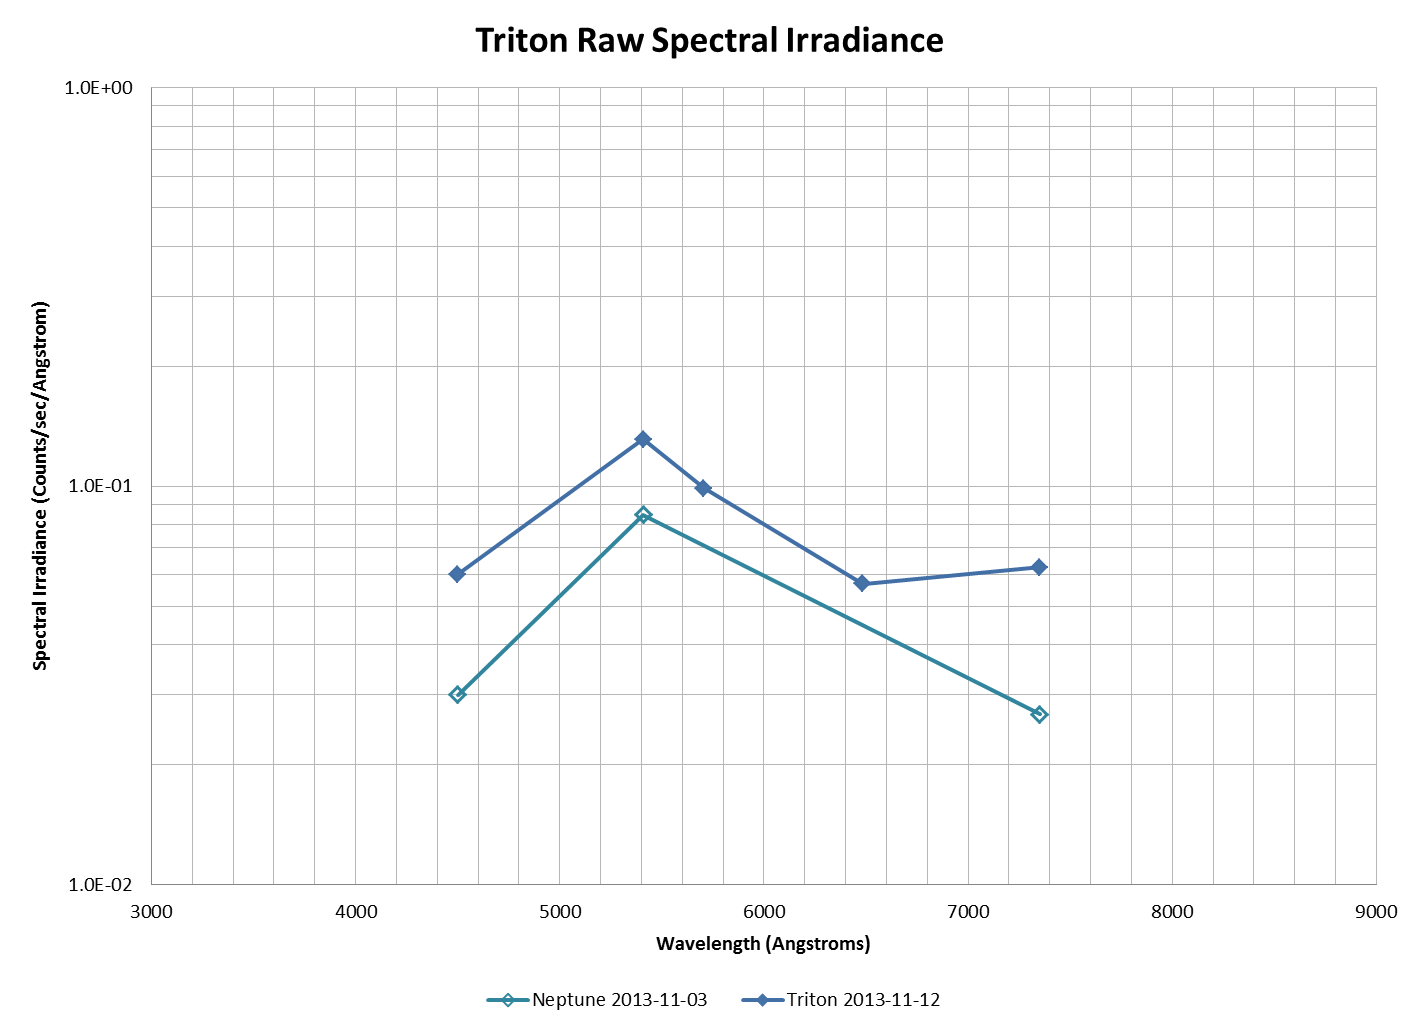 Triton Raw Spectral Irradiance
1.0E+00
1.0E-01
1.0E-02
Spectral Irradiance (Counts/sec/Angstrom)
3000 4000 5000 6000 7000 8000 9000
Wavelength (Angstroms)
Neptune 2013-11-03 Triton 2013-11-12